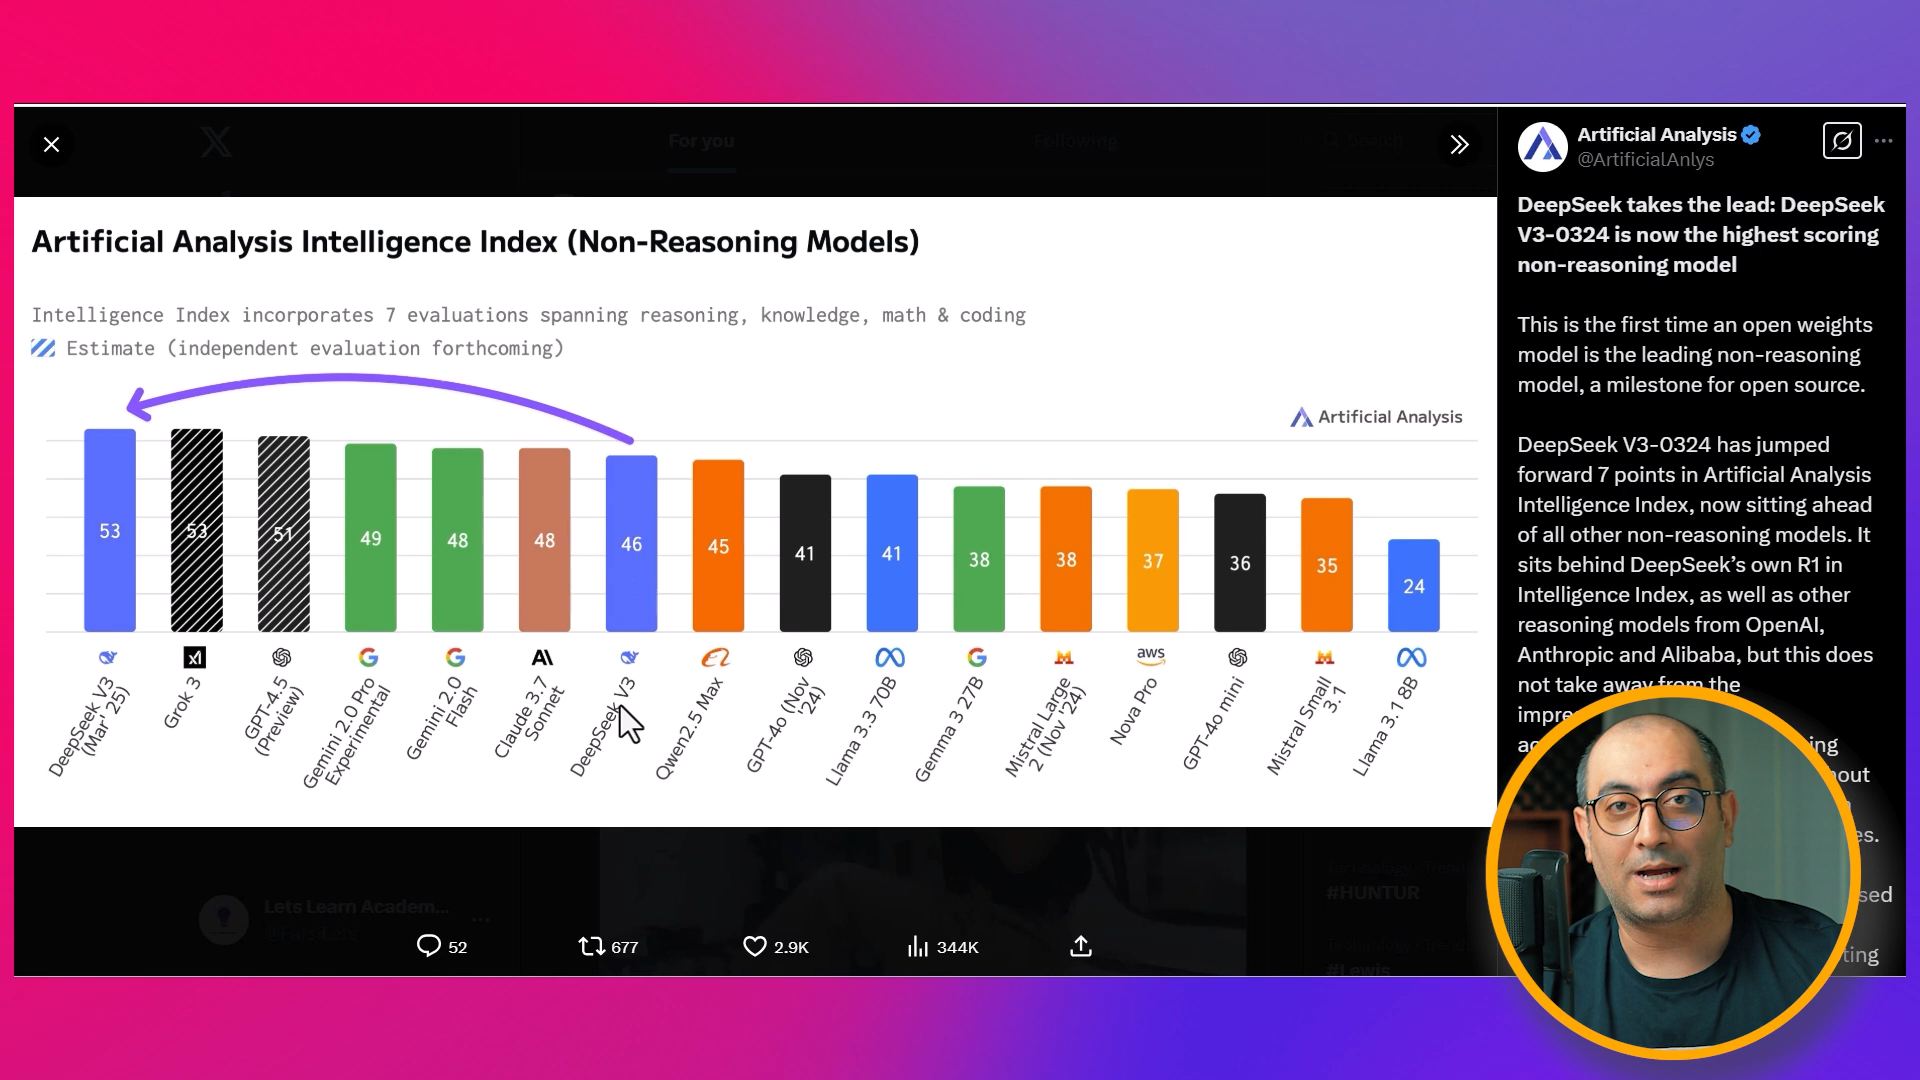 For you
Following
Artificial Analysis Intelligence Index (Non-Reasoning Models)
Intelligence Index incorporates 7 evaluations spanning reasoning, knowledge, math & coding
Estimate (independent evaluation forthcoming)
Artificial Analysis
53
53
51
49
48
48
46
45
41
41
38
38
37
36
35
24
aws
DeepSeek V3
(Mar' 25)
Grok 3
GPT-4.5
(Preview)
Gemini 2.0 Pro
Experimental
Gemini 2.0
Flash
Claude 3.7
Sonnet
DeepSeek V3
Qwen2.5 Max
GPT-4o (Nov
'24)
Llama 3.3 70B
Gemma 3 27B
Mistral Large
2 (Nov '24)
Nova Pro
GPT-4o mini
Mistral Small
3.1
Llama 3.1 8B
Lets Learn Academ...
#HUNTUR
#Lewis
52
677
2.9K
344K
Artificial Analysis
@ArtificialAnlys
DeepSeek takes the lead: DeepSeek
V3-0324 is now the highest scoring
non-reasoning model
This is the first time an open weights
model is the leading non-reasoning
model, a milestone for open source.
DeepSeek V3-0324 has jumped
forward 7 points in Artificial Analysis
Intelligence Index, now sitting ahead
of all other non-reasoning models. It
sits behind DeepSeek's own R1 in
Intelligence Index, as well as other
reasoning models from OpenAI,
Anthropic and Alibaba, but this does
not take away from the